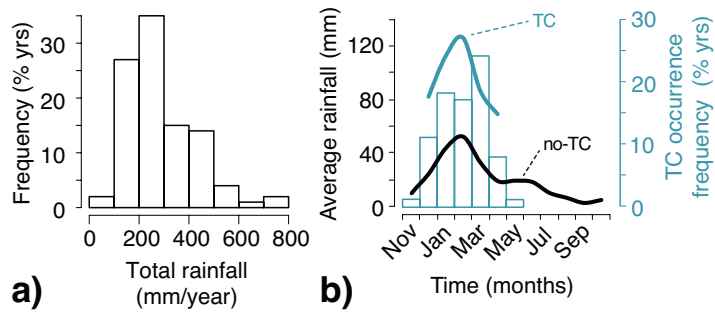 Frequency (% yrs)
30
20
10
0
0 200 400 600 800
Total rainfall
(mm/year)
a)
Average rainfall (mm)
120
80
40
0
TC
no-TC
30
20
10
0
TC occurrence
frequency (% yrs)
Nov Jan Mar May Jul Sep
Time (months)
b)